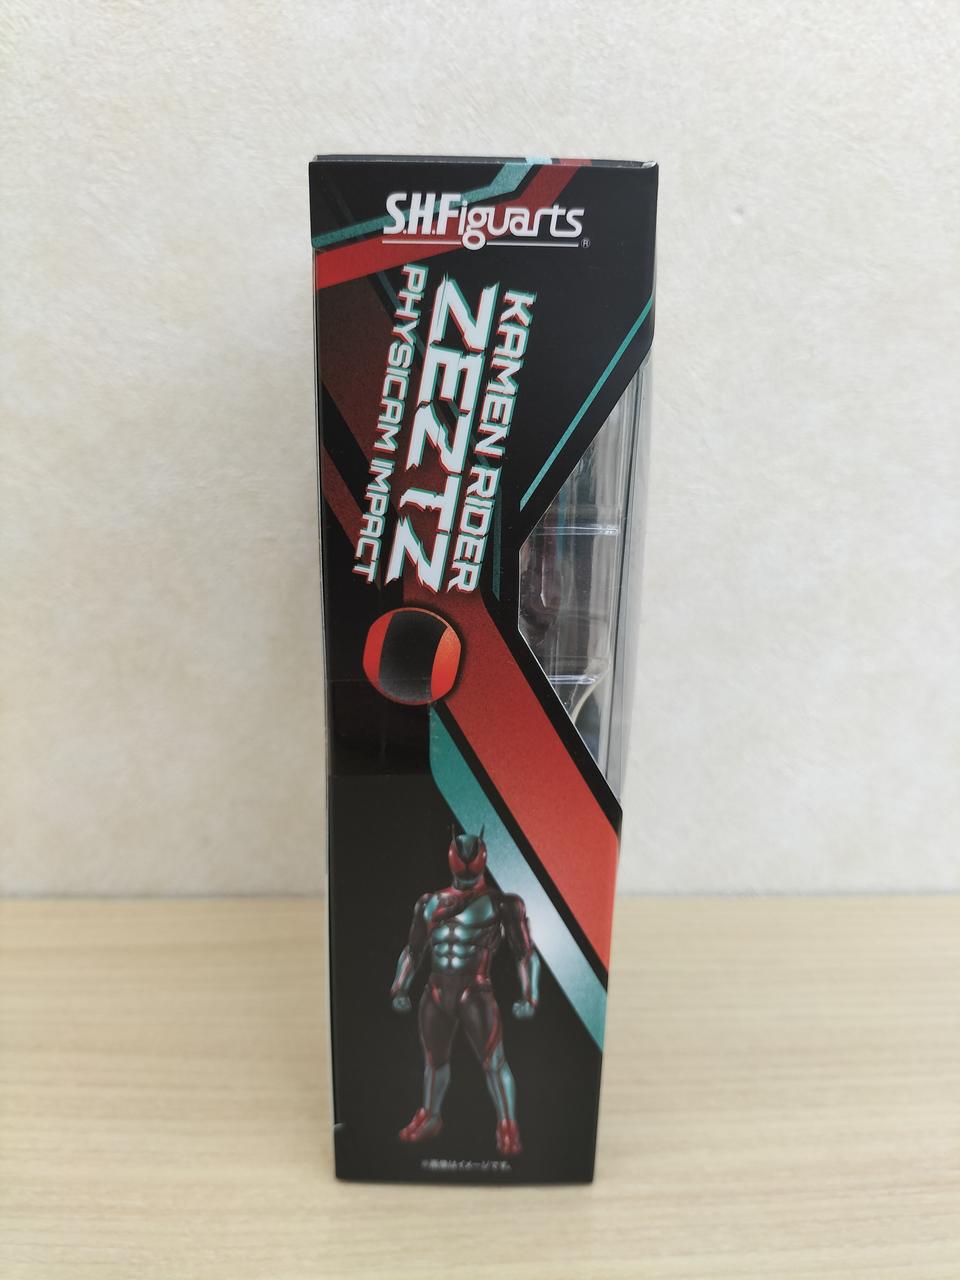 S.H.Figuarts
®
KAMEN RIDER
ZEZTZ
PHYSICAM IMPACT
※画像はイメージです。